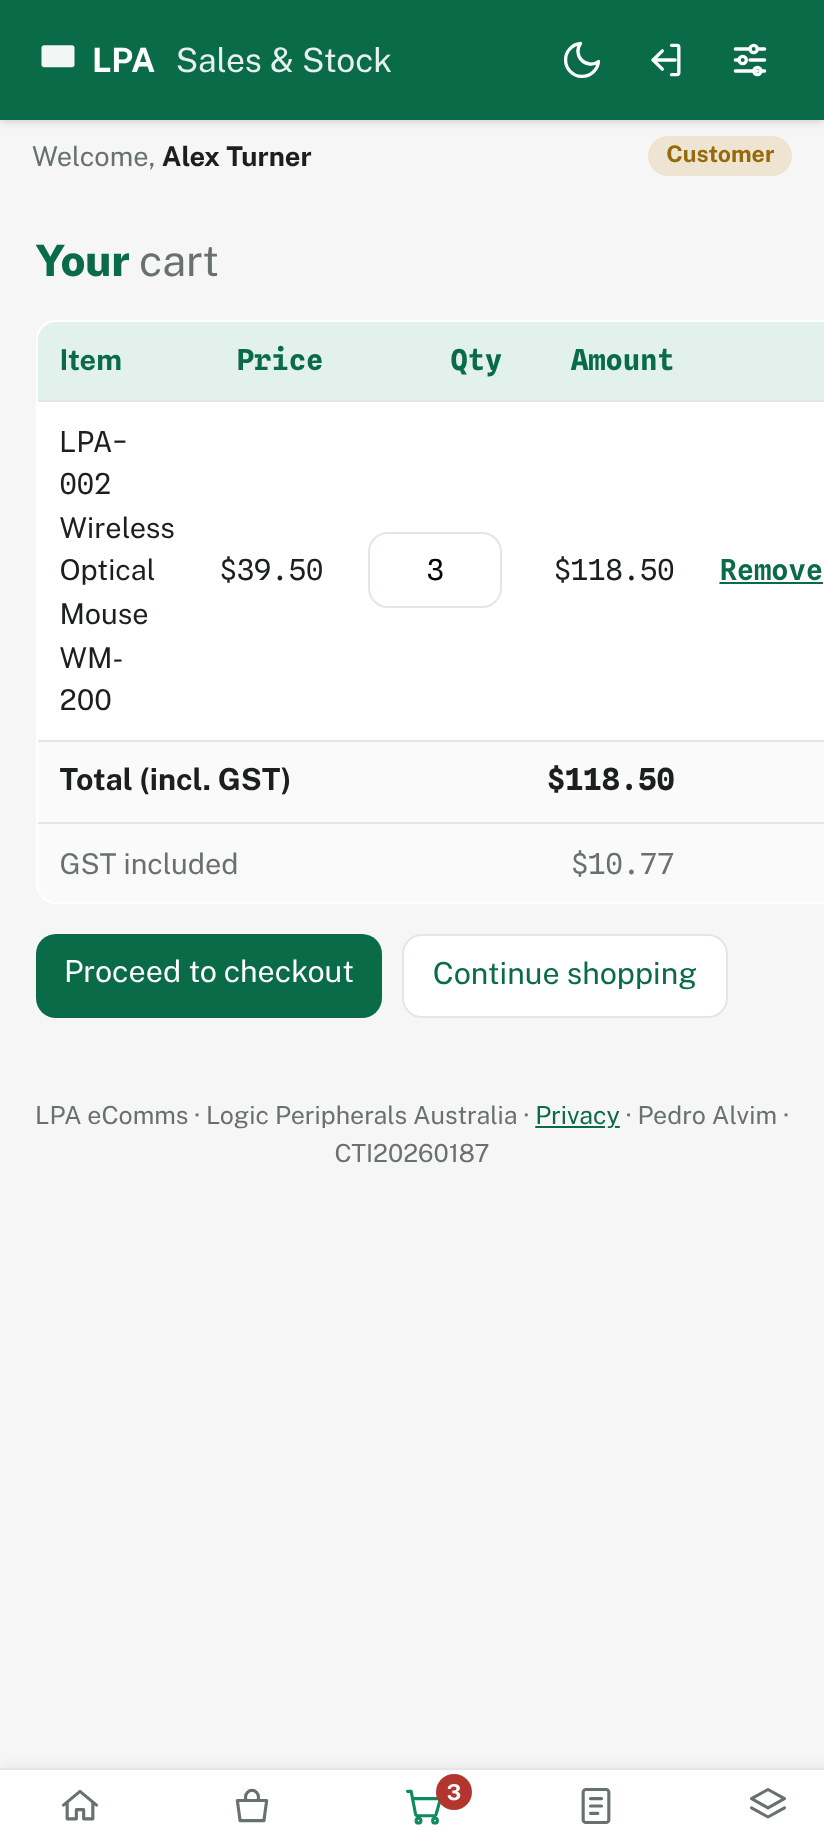 LPA Sales & Stock
Welcome, Alex Turner
Customer
Your cart
Item Price Qty Amount
LPA-
002
Wireless
Optical
Mouse
WM-
200
$39.50 3 $118.50 Remove
Total (incl. GST) $118.50
GST included $10.77
Proceed to checkout Continue shopping
LPA eComms · Logic Peripherals Australia · Privacy · Pedro Alvim ·
CTI20260187
3